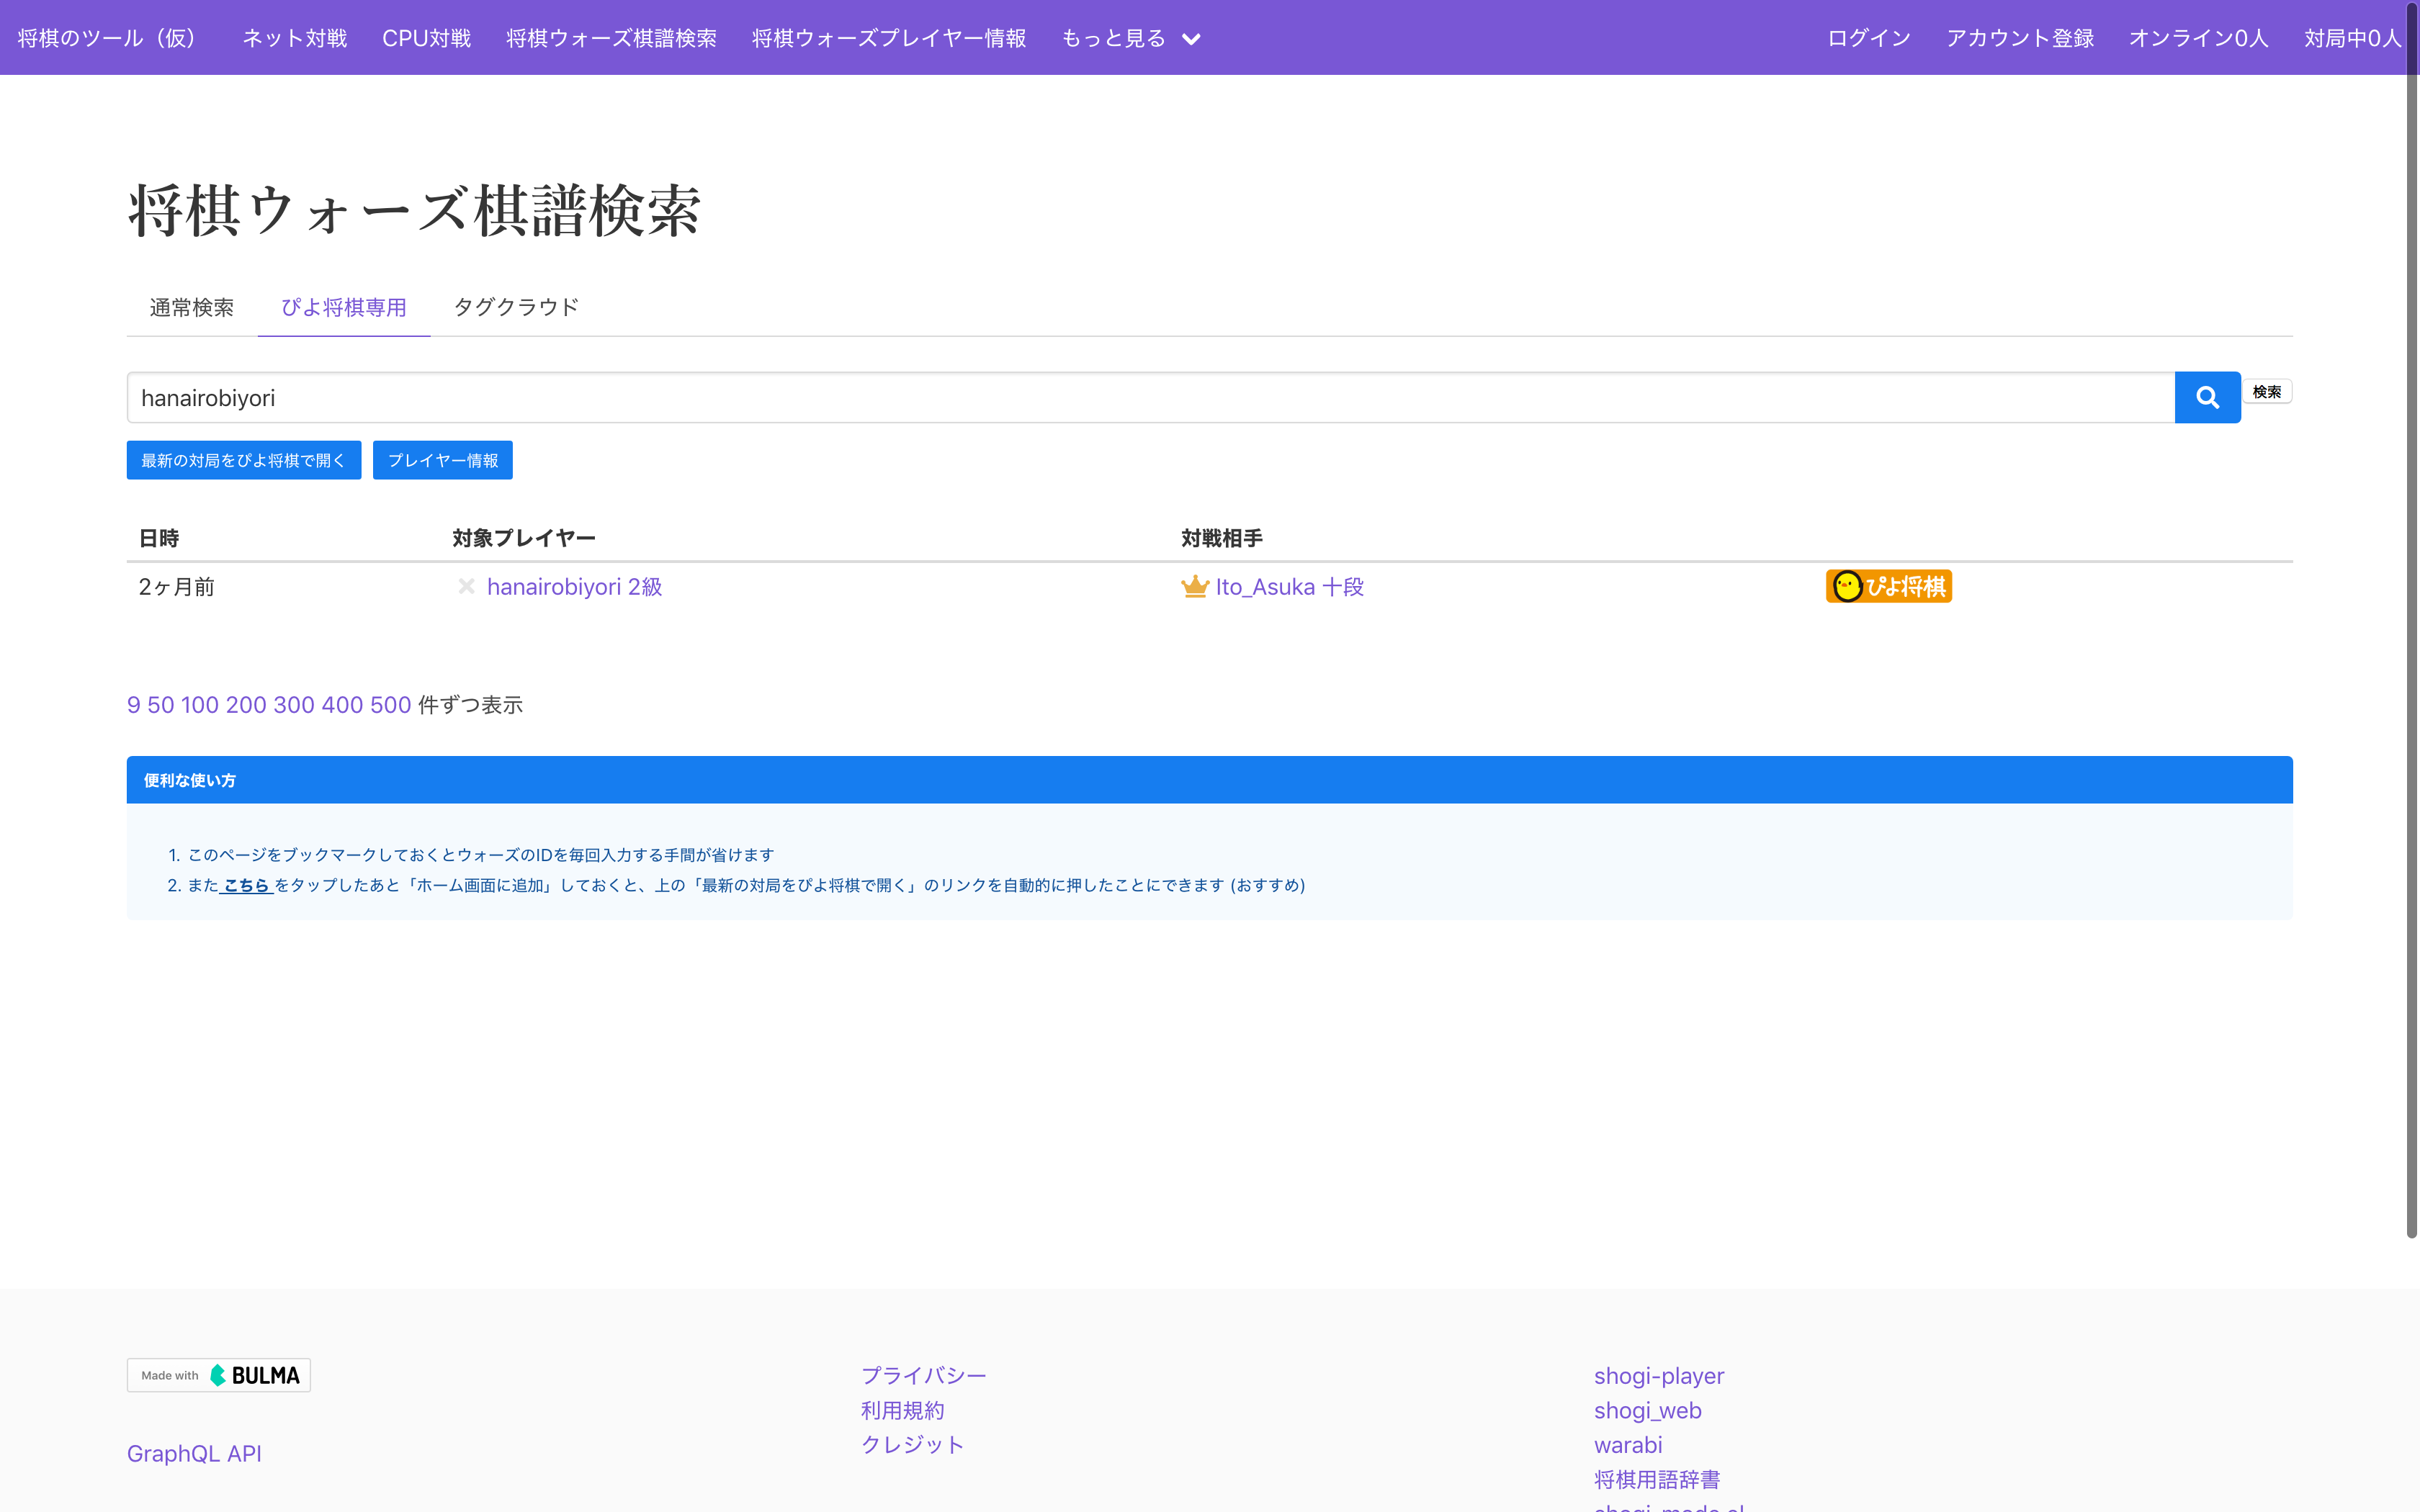 将棋のツール（仮） ネット対戦 CPU対戦 将棋ウォーズ棋譜検索 将棋ウォーズプレイヤー情報 もっと見る ログイン アカウント登録 オンライン0人 対局中0人
将棋ウォーズ棋譜検索
通常検索 ぴよ将棋専用 タグクラウド
hanairobiyori 検索
最新の対局をぴよ将棋で開く プレイヤー情報
日時 対象プレイヤー 対戦相手
2ヶ月前 hanairobiyori 2級 Ito_Asuka 十段 ぴよ将棋
9 50 100 200 300 400 500 件ずつ表示
便利な使い方
1. このページをブックマークしておくとウォーズのIDを毎回入力する手間が省けます
2. また こちら をタップしたあと「ホーム画面に追加」しておくと、上の「最新の対局をぴよ将棋で開く」のリンクを自動的に押したことにできます (おすすめ)
Made with BULMA
GraphQL API
プライバシー
利用規約
クレジット
shogi-player
shogi_web
warabi
将棋用語辞書